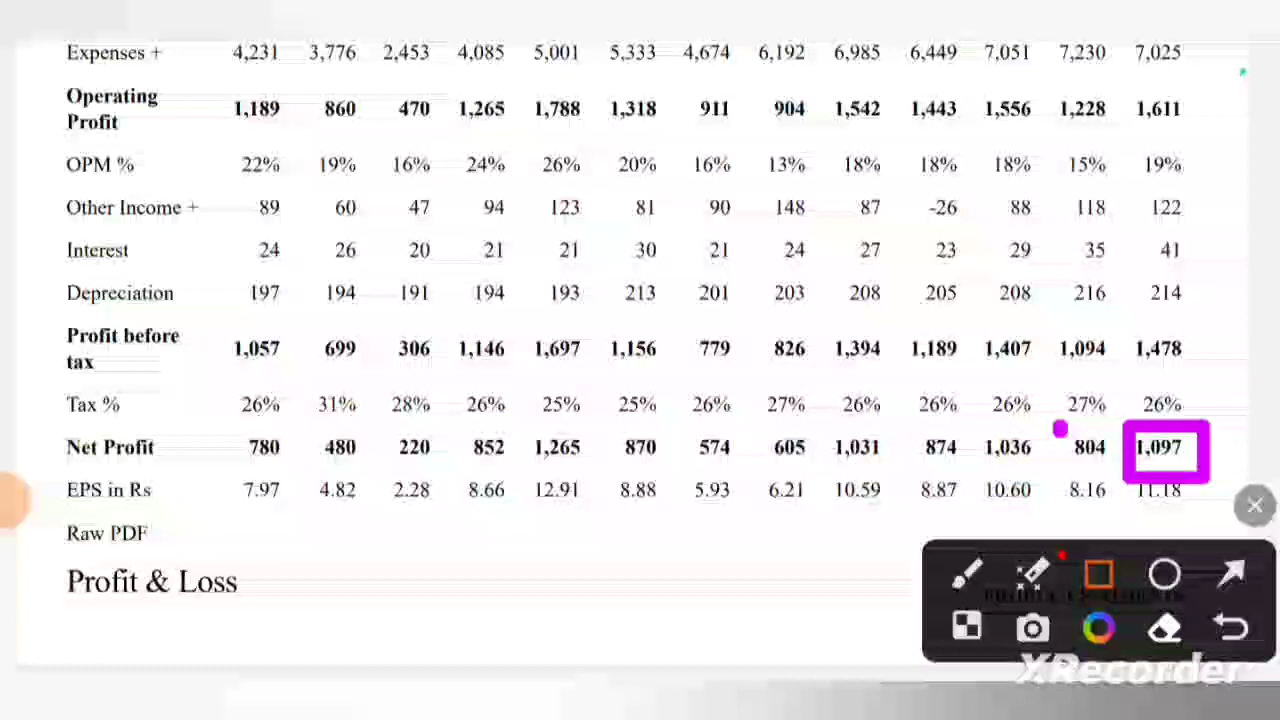 Expenses + 4,231 3,776 2,453 4,085 5,001 5,333 4,674 6,192 6,985 6,449 7,051 7,230 7,025
Operating Profit 1,189 860 470 1,265 1,788 1,318 911 904 1,542 1,443 1,556 1,228 1,611
OPM % 22% 19% 16% 24% 26% 20% 16% 13% 18% 18% 18% 15% 19%
Other Income + 89 60 47 94 123 81 90 148 87 -26 88 118 122
Interest 24 26 20 21 21 30 21 24 27 23 29 35 41
Depreciation 197 194 191 194 193 213 201 203 208 205 208 216 214
Profit before tax 1,057 699 306 1,146 1,697 1,156 779 826 1,394 1,189 1,407 1,094 1,478
Tax % 26% 31% 28% 26% 25% 25% 26% 27% 26% 26% 26% 27% 26%
Net Profit 780 480 220 852 1,265 870 574 605 1,031 874 1,036 804 1,097
EPS in Rs 7.97 4.82 2.28 8.66 12.91 8.88 5.93 6.21 10.59 8.87 10.60 8.16 11.18
Raw PDF
Profit & Loss
XRecorder